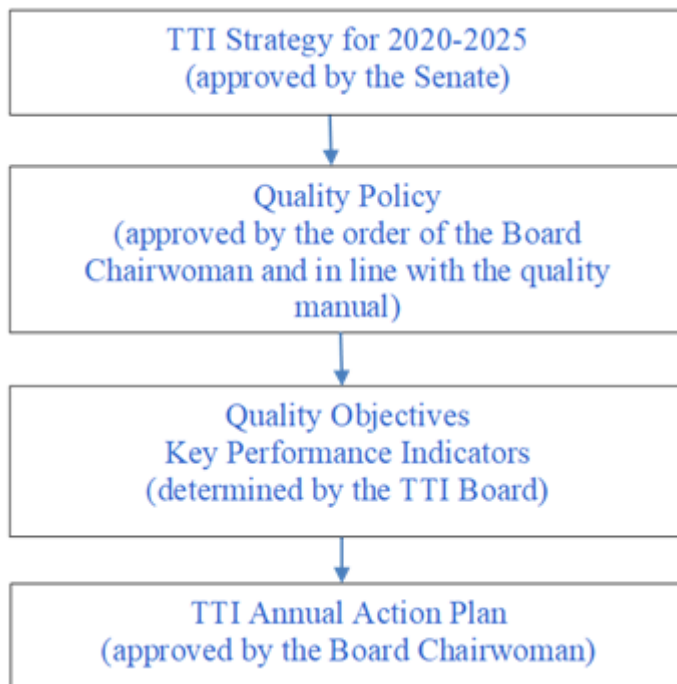 TTI Strategy for 2020-2025
(approved by the Senate)
Quality Policy
(approved by the order of the Board
Chairwoman and in line with the quality
manual)
Quality Objectives
Key Performance Indicators
(determined by the TTI Board)
TTI Annual Action Plan
(approved by the Board Chairwoman)